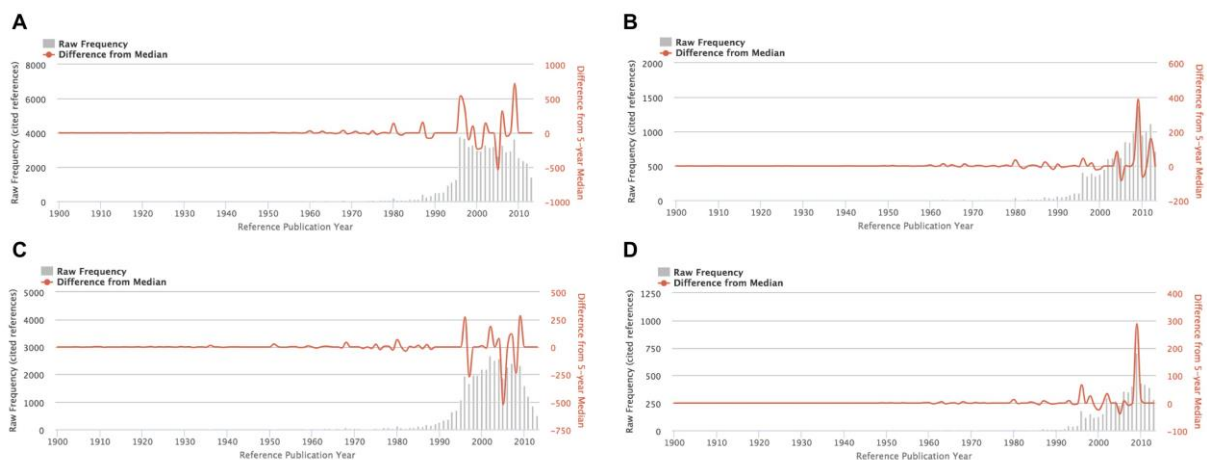 A
Raw Frequency
Difference from Median
Raw Frequency (cited references)
8000
6000
4000
2000
0
1000
500
0
-500
-1000
Difference from 5-year Median
1900 1910 1920 1930 1940 1950 1960 1970 1980 1990 2000 2010
Reference Publication Year
B
Raw Frequency
Difference from Median
Raw Frequency (cited references)
2000
1500
1000
500
0
600
400
200
0
-200
Difference from 5-year Median
1900 1910 1920 1930 1940 1950 1960 1970 1980 1990 2000 2010
Reference Publication Year
C
Raw Frequency
Difference from Median
Raw Frequency (cited references)
5000
4000
3000
2000
1000
0
500
250
0
-250
-500
-750
Difference from 5-year Median
1900 1910 1920 1930 1940 1950 1960 1970 1980 1990 2000 2010
Reference Publication Year
D
Raw Frequency
Difference from Median
Raw Frequency (cited references)
1250
1000
750
500
250
0
400
300
200
100
0
-100
Difference from 5-year Median
1900 1910 1920 1930 1940 1950 1960 1970 1980 1990 2000 2010
Reference Publication Year